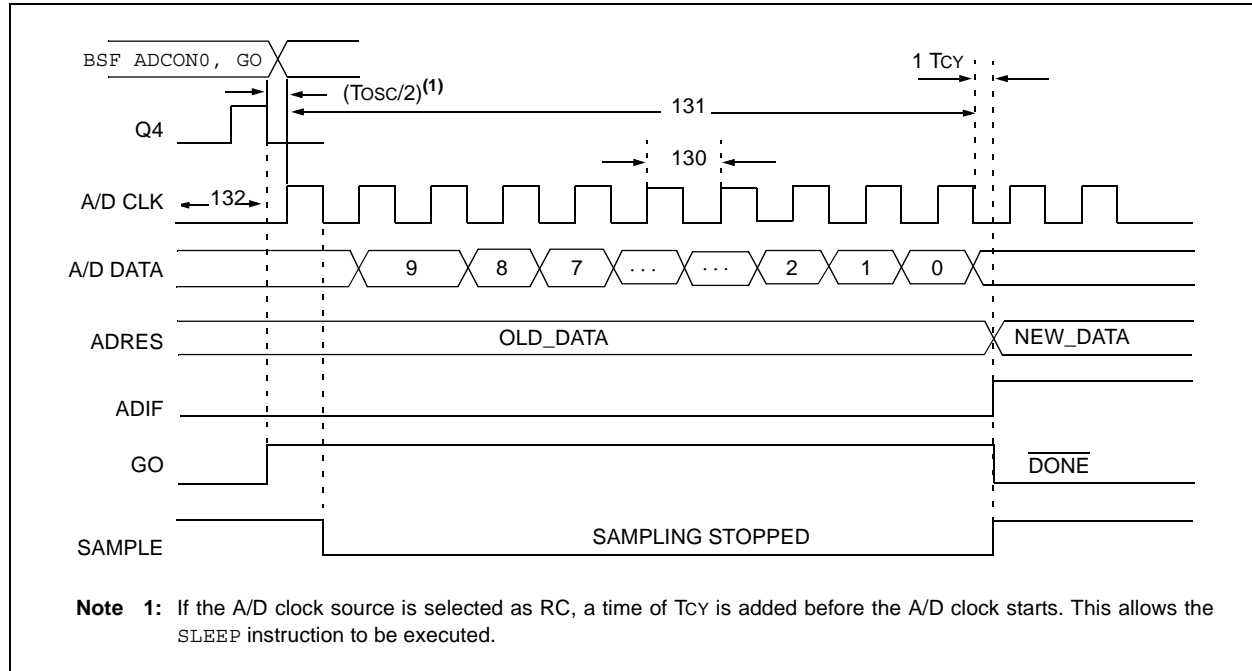 BSF ADCON0, GO
1 TCY
(TOSC/2)(1)
131
Q4
130
A/D CLK
132
A/D DATA
9 8 7 . . . . . . 2 1 0
ADRES
OLD_DATA
NEW_DATA
ADIF
GO
DONE
SAMPLE
SAMPLING STOPPED
Note 1: If the A/D clock source is selected as RC, a time of TCY is added before the A/D clock starts. This allows the
SLEEP instruction to be executed.